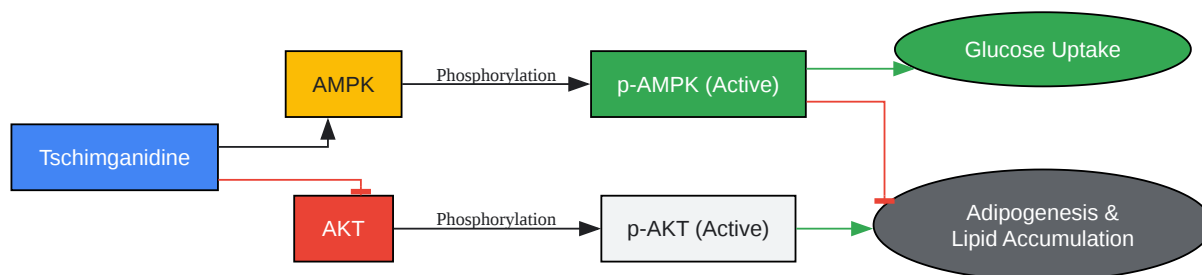 Glucose Uptake
AMPK
Phosphorylation
p-AMPK (Active)
Tschimganidine
AKT
Phosphorylation
p-AKT (Active)
Adipogenesis &
Lipid Accumulation